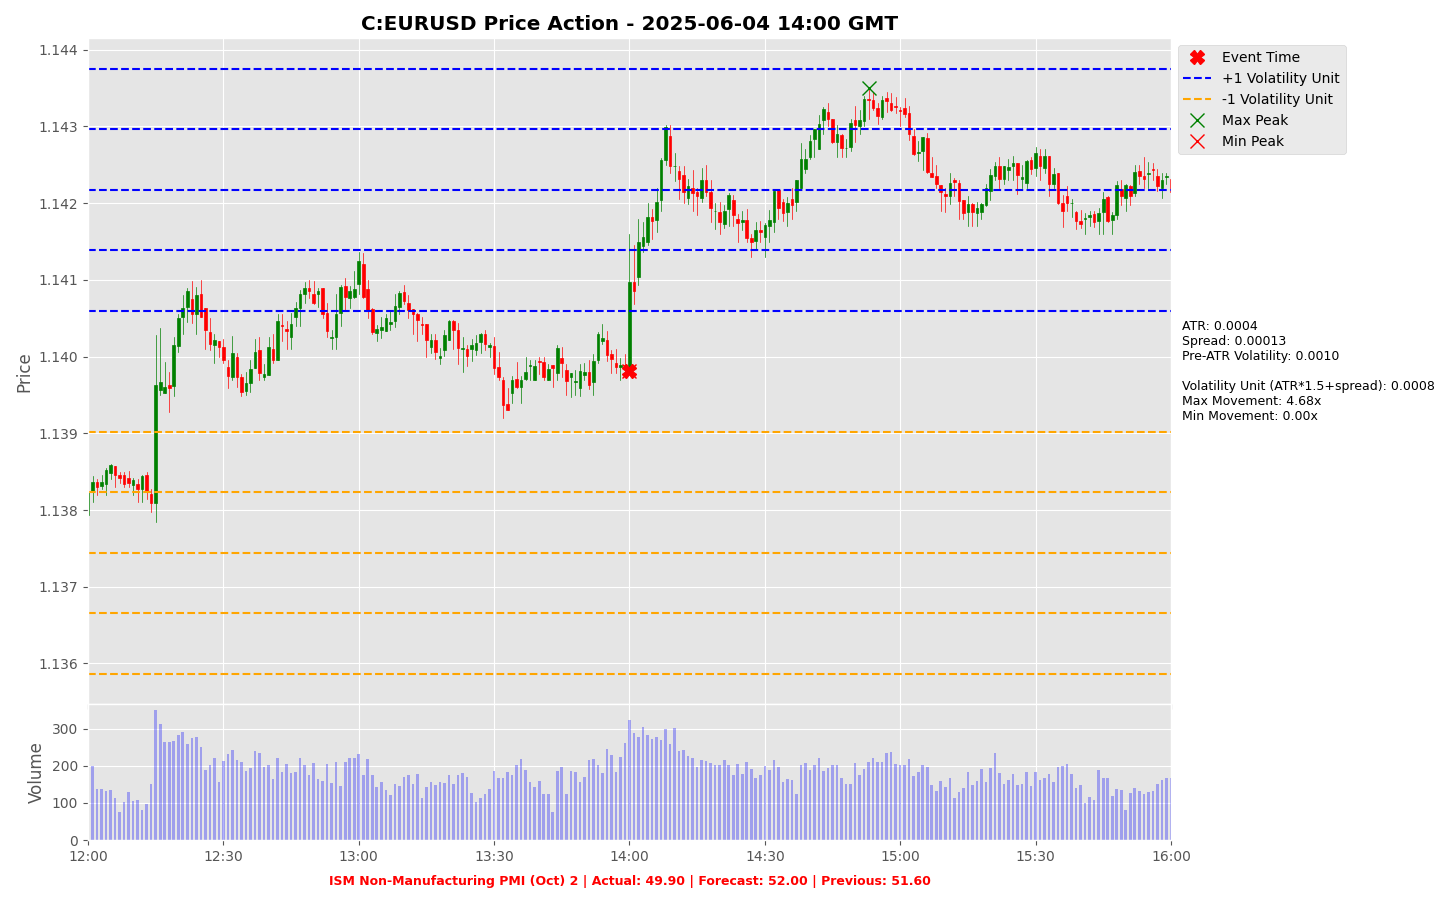 C:EURUSD Price Action - 2025-06-04 14:00 GMT
Price
1.144
1.143
1.142
1.141
1.140
1.139
1.138
1.137
1.136
Event Time
+1 Volatility Unit
-1 Volatility Unit
Max Peak
Min Peak
ATR: 0.0004
Spread: 0.00013
Pre-ATR Volatility: 0.0010
Volatility Unit (ATR*1.5+spread): 0.0008
Max Movement: 4.68x
Min Movement: 0.00x
Volume
300
200
100
0
12:00 12:30 13:00 13:30 14:00 14:30 15:00 15:30 16:00
ISM Non-Manufacturing PMI (Oct) 2 | Actual: 49.90 | Forecast: 52.00 | Previous: 51.60